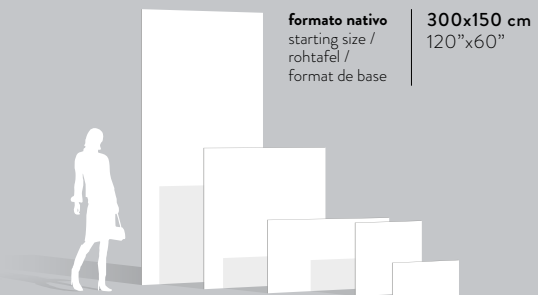 formato nativo
starting size /
rohtafel /
format de base
300x150 cm
120”x60”